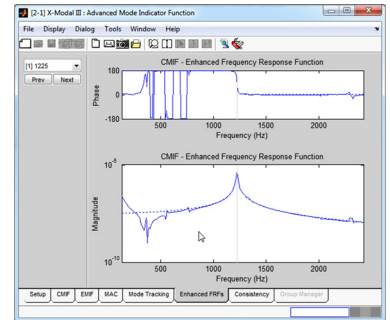 [2-1] X-Modal III : Advanced Mode Indicator Function
File Display Dialog Tools Window Help
[1] 1225
Prev Next
CMIF - Enhanced Frequency Response Function
Phase
180
0
-180
500 1000 1500 2000
Frequency (Hz)
CMIF - Enhanced Frequency Response Function
Magnitude
10-5
10-10
500 1000 1500 2000
Frequency (Hz)
Setup CMIF EMIF MAC Mode Tracking Enhanced FRFs Consistency Group Manager